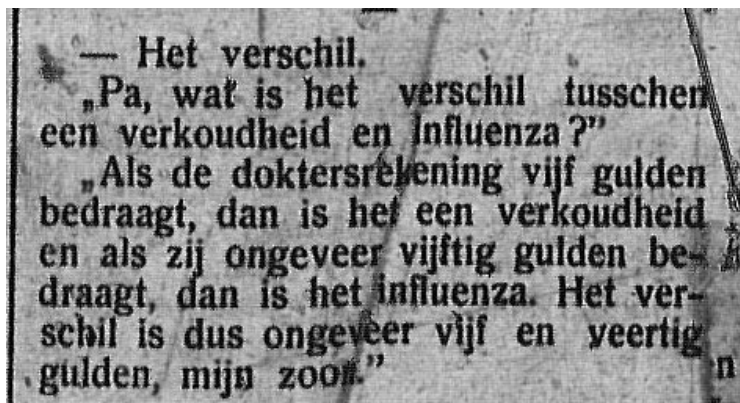 — Het verschil.
„Pa, wat is het verschil tusschen
een verkoudheid en influenza?”
„Als de doktersrekening vijf gulden
bedraagt, dan is het een verkoudheid
en als zij ongeveer vijftig gulden be-
draagt, dan is het influenza. Het ver-
schil is dus ongeveer vijf en veertig
gulden, mijn zoon.”